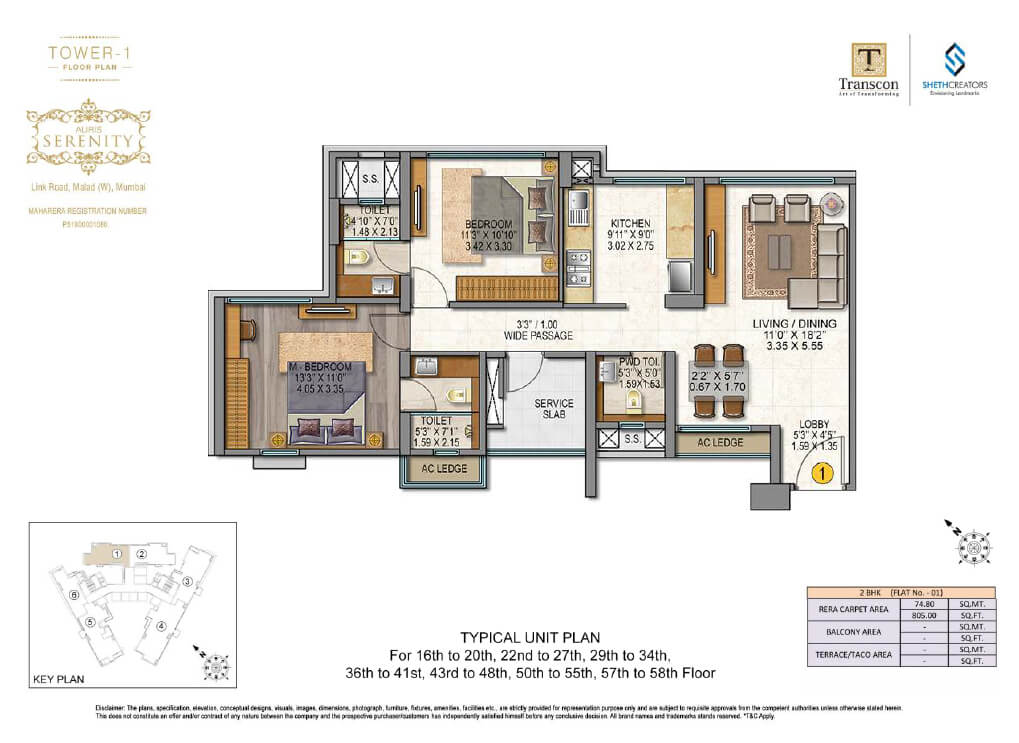 TOWER-1
FLOOR PLAN
AURIS
SERENITY
Link Road, Malad (W), Mumbai
MAHARERA REGISTRATION NUMBER
Transcon
Art of Transforming
SHETHCREATORS
Envisioning Landmarks
S.S.
TOILET
4'10" X 7'0"
1.48 X 2.13
BEDROOM
11'3" X 10'10"
3.42 X 3.30
KITCHEN
9'11" X 9'0"
3.02 X 2.75
LIVING / DINING
11'0" X 18'2"
3.35 X 5.55
3'3" / 1.00
WIDE PASSAGE
M - BEDROOM
13'3" X 11'0"
4.05 X 3.35
PWD TOI.
5'3" X 5'0"
1.59X1.53
2'2" X 5'7"
0.67 X 1.70
SERVICE
SLAB
TOILET
5'3" X 7'1"
1.59 X 2.15
LOBBY
5'3" X 4'5"
1.59 X 1.35
S.S.
AC LEDGE
AC LEDGE
1
N
1
2
3
4
5
6
N
KEY PLAN
TYPICAL UNIT PLAN
For 16th to 20th, 22nd to 27th, 29th to 34th,
36th to 41st, 43rd to 48th, 50th to 55th, 57th to 58th Floor
2 BHK (FLAT No. - 01)
RERA CARPET AREA 74.80 SQ.MT.
805.00 SQ.FT.
BALCONY AREA - SQ.MT.
- SQ.FT.
TERRACE/TACO AREA - SQ.MT.
- SQ.FT.
Disclaimer: The plans, specification, elevation, conceptual designs, visuals, images, dimensions, photograph, furniture, fixtures, amenities, facilities etc., are strictly provided for representation purpose only and are subject to requisite approvals from the competent authorities unless otherwise stated herein.
This does not constitute an offer and/or contract of any nature between the company and the prospective purchaser/customers has independently satisfied himself before any conclusive decision. All brand names and trademarks stands reserved. *T&C Apply.